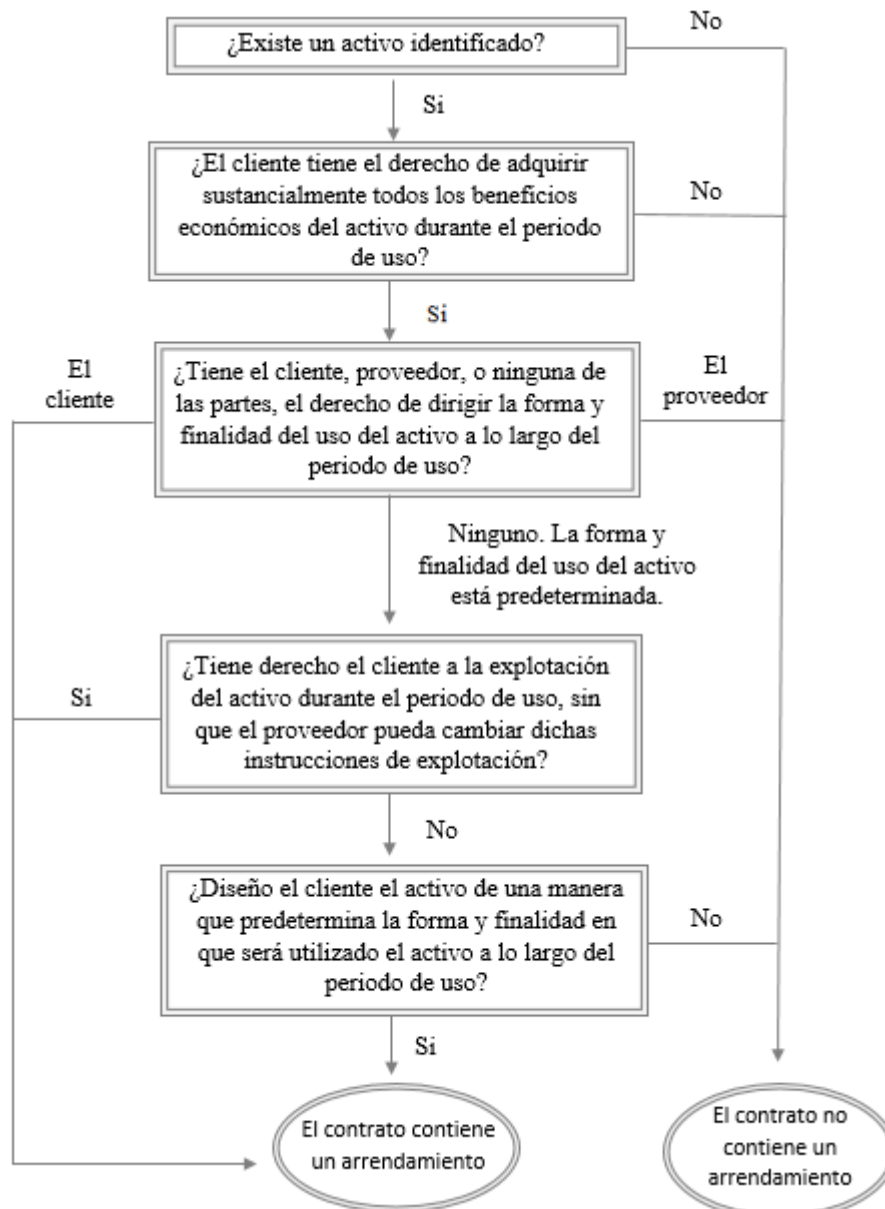 ¿Existe un activo identificado?
No
Si
¿El cliente tiene el derecho de adquirir
sustancialmente todos los beneficios
económicos del activo durante el periodo
de uso?
No
Si
El
cliente
¿Tiene el cliente, proveedor, o ninguna de
las partes, el derecho de dirigir la forma y
finalidad del uso del activo a lo largo del
periodo de uso?
El
proveedor
Ninguno. La forma y
finalidad del uso del activo
está predeterminada.
Si
¿Tiene derecho el cliente a la explotación
del activo durante el periodo de uso, sin
que el proveedor pueda cambiar dichas
instrucciones de explotación?
No
¿Diseño el cliente el activo de una manera
que predetermina la forma y finalidad en
que será utilizado el activo a lo largo del
periodo de uso?
No
Si
El contrato contiene
un arrendamiento
El contrato no
contiene un
arrendamiento